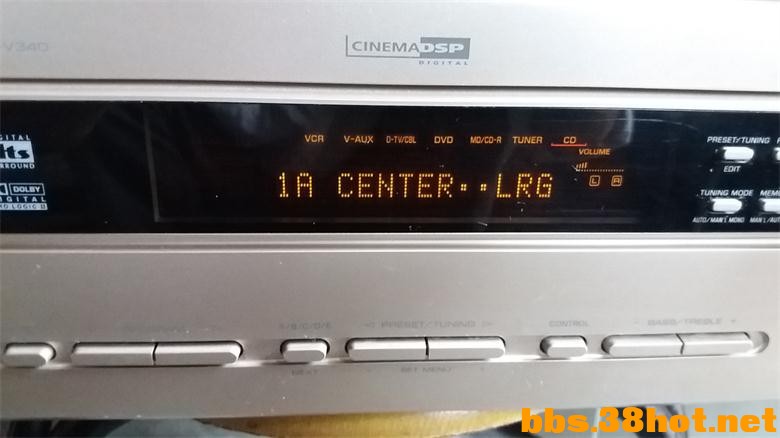 V340
CINEMA DSP
DIGITAL
VCR V-AUX D-TV/CBL DVD MD/CD-R TUNER CD
VOLUME
L R
1A CENTER··LRG
DIGITAL
dts
SURROUND
DOLBY
DIGITAL
PRO LOGIC II
PRESET/TUNING
EDIT
TUNING MODE
AUTO/MAN'L MONO
A/B/C/D/E
NEXT
◁ PRESET/TUNING ▷
- SET MENU +
CONTROL
- BASS/TREBLE +
bbs.38hot.net